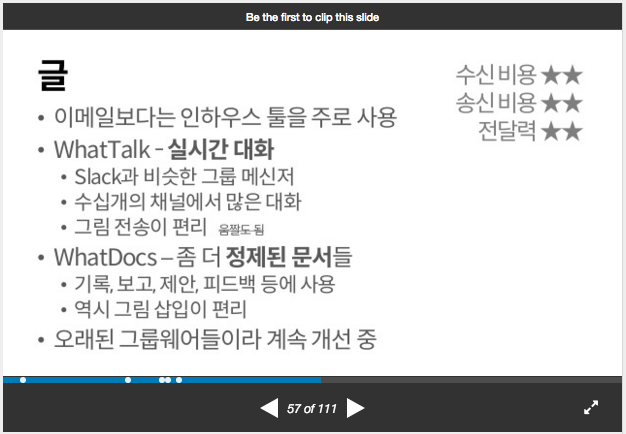 Be the first to clip this slide
글
수신 비용 ★★
송신 비용 ★★
전달력 ★★
• 이메일보다는 인하우스 툴을 주로 사용
• WhatTalk - 실시간 대화
• Slack과 비슷한 그룹 메신저
• 수십개의 채널에서 많은 대화
• 그림 전송이 편리 움짤도 됨
• WhatDocs – 좀 더 정제된 문서들
• 기록, 보고, 제안, 피드백 등에 사용
• 역시 그림 삽입이 편리
• 오래된 그룹웨어들이라 계속 개선 중
57 of 111